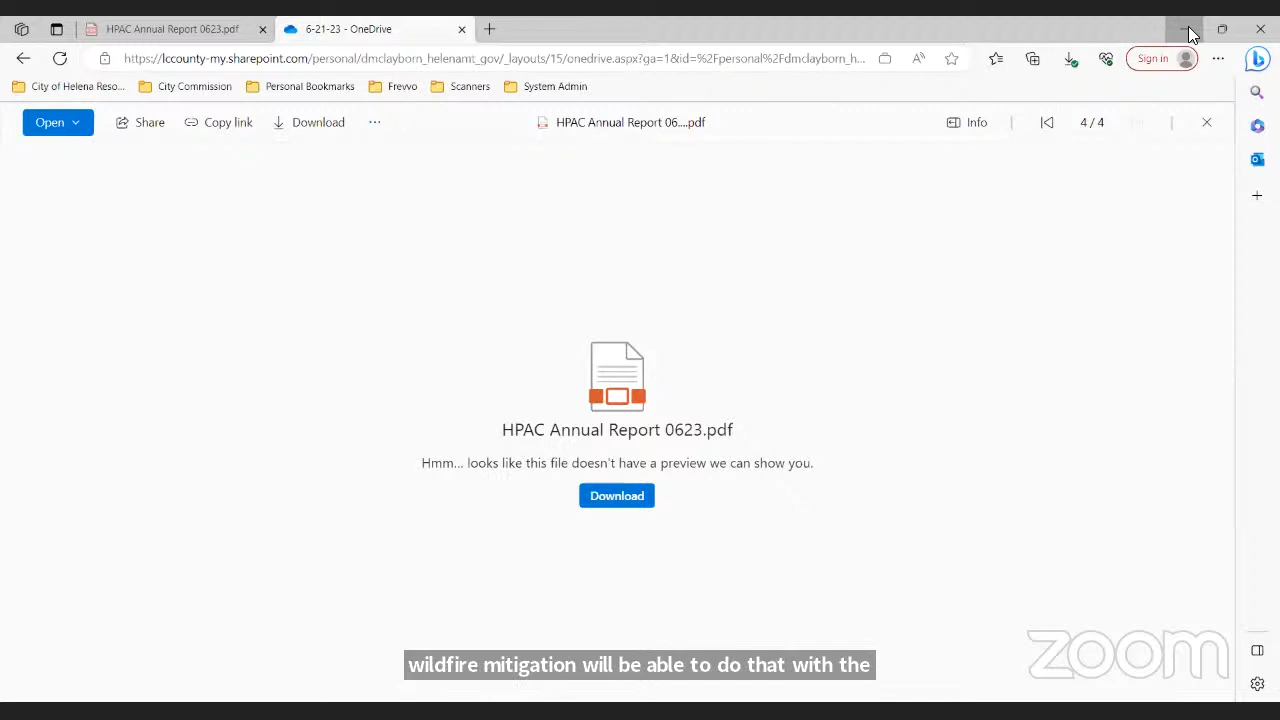 HPAC Annual Report 0623.pdf
6-21-23 - OneDrive
https://lccounty-my.sharepoint.com/personal/dmclayborn_helenamt_ov/_layouts/15/onedrive.aspx?ga=1&id=%2Fpersonal%2Fdmclayborn_h...
Sign in
City of Helena Reso...
City Commission
Personal Bookmarks
Frevvo
Scanners
System Admin
Open
Share
Copy link
Download
...
HPAC Annual Report 06....pdf
Info
4 / 4
HPAC Annual Report 0623.pdf
Hmm... looks like this file doesn't have a preview we can show you.
Download
zoom
wildfire mitigation will be able to do that with the